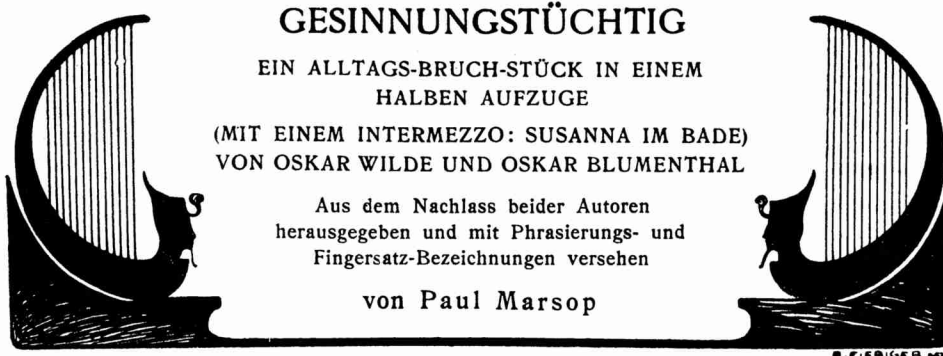 GESINNUNGSTÜCHTIG
EIN ALLTAGS-BRUCH-STÜCK IN EINEM
HALBEN AUFZUGE
(MIT EINEM INTERMEZZO: SUSANNA IM BADE)
VON OSKAR WILDE UND OSKAR BLUMENTHAL
Aus dem Nachlass beider Autoren
herausgegeben und mit Phrasierungs- und
Fingersatz-Bezeichnungen versehen
von Paul Marsop